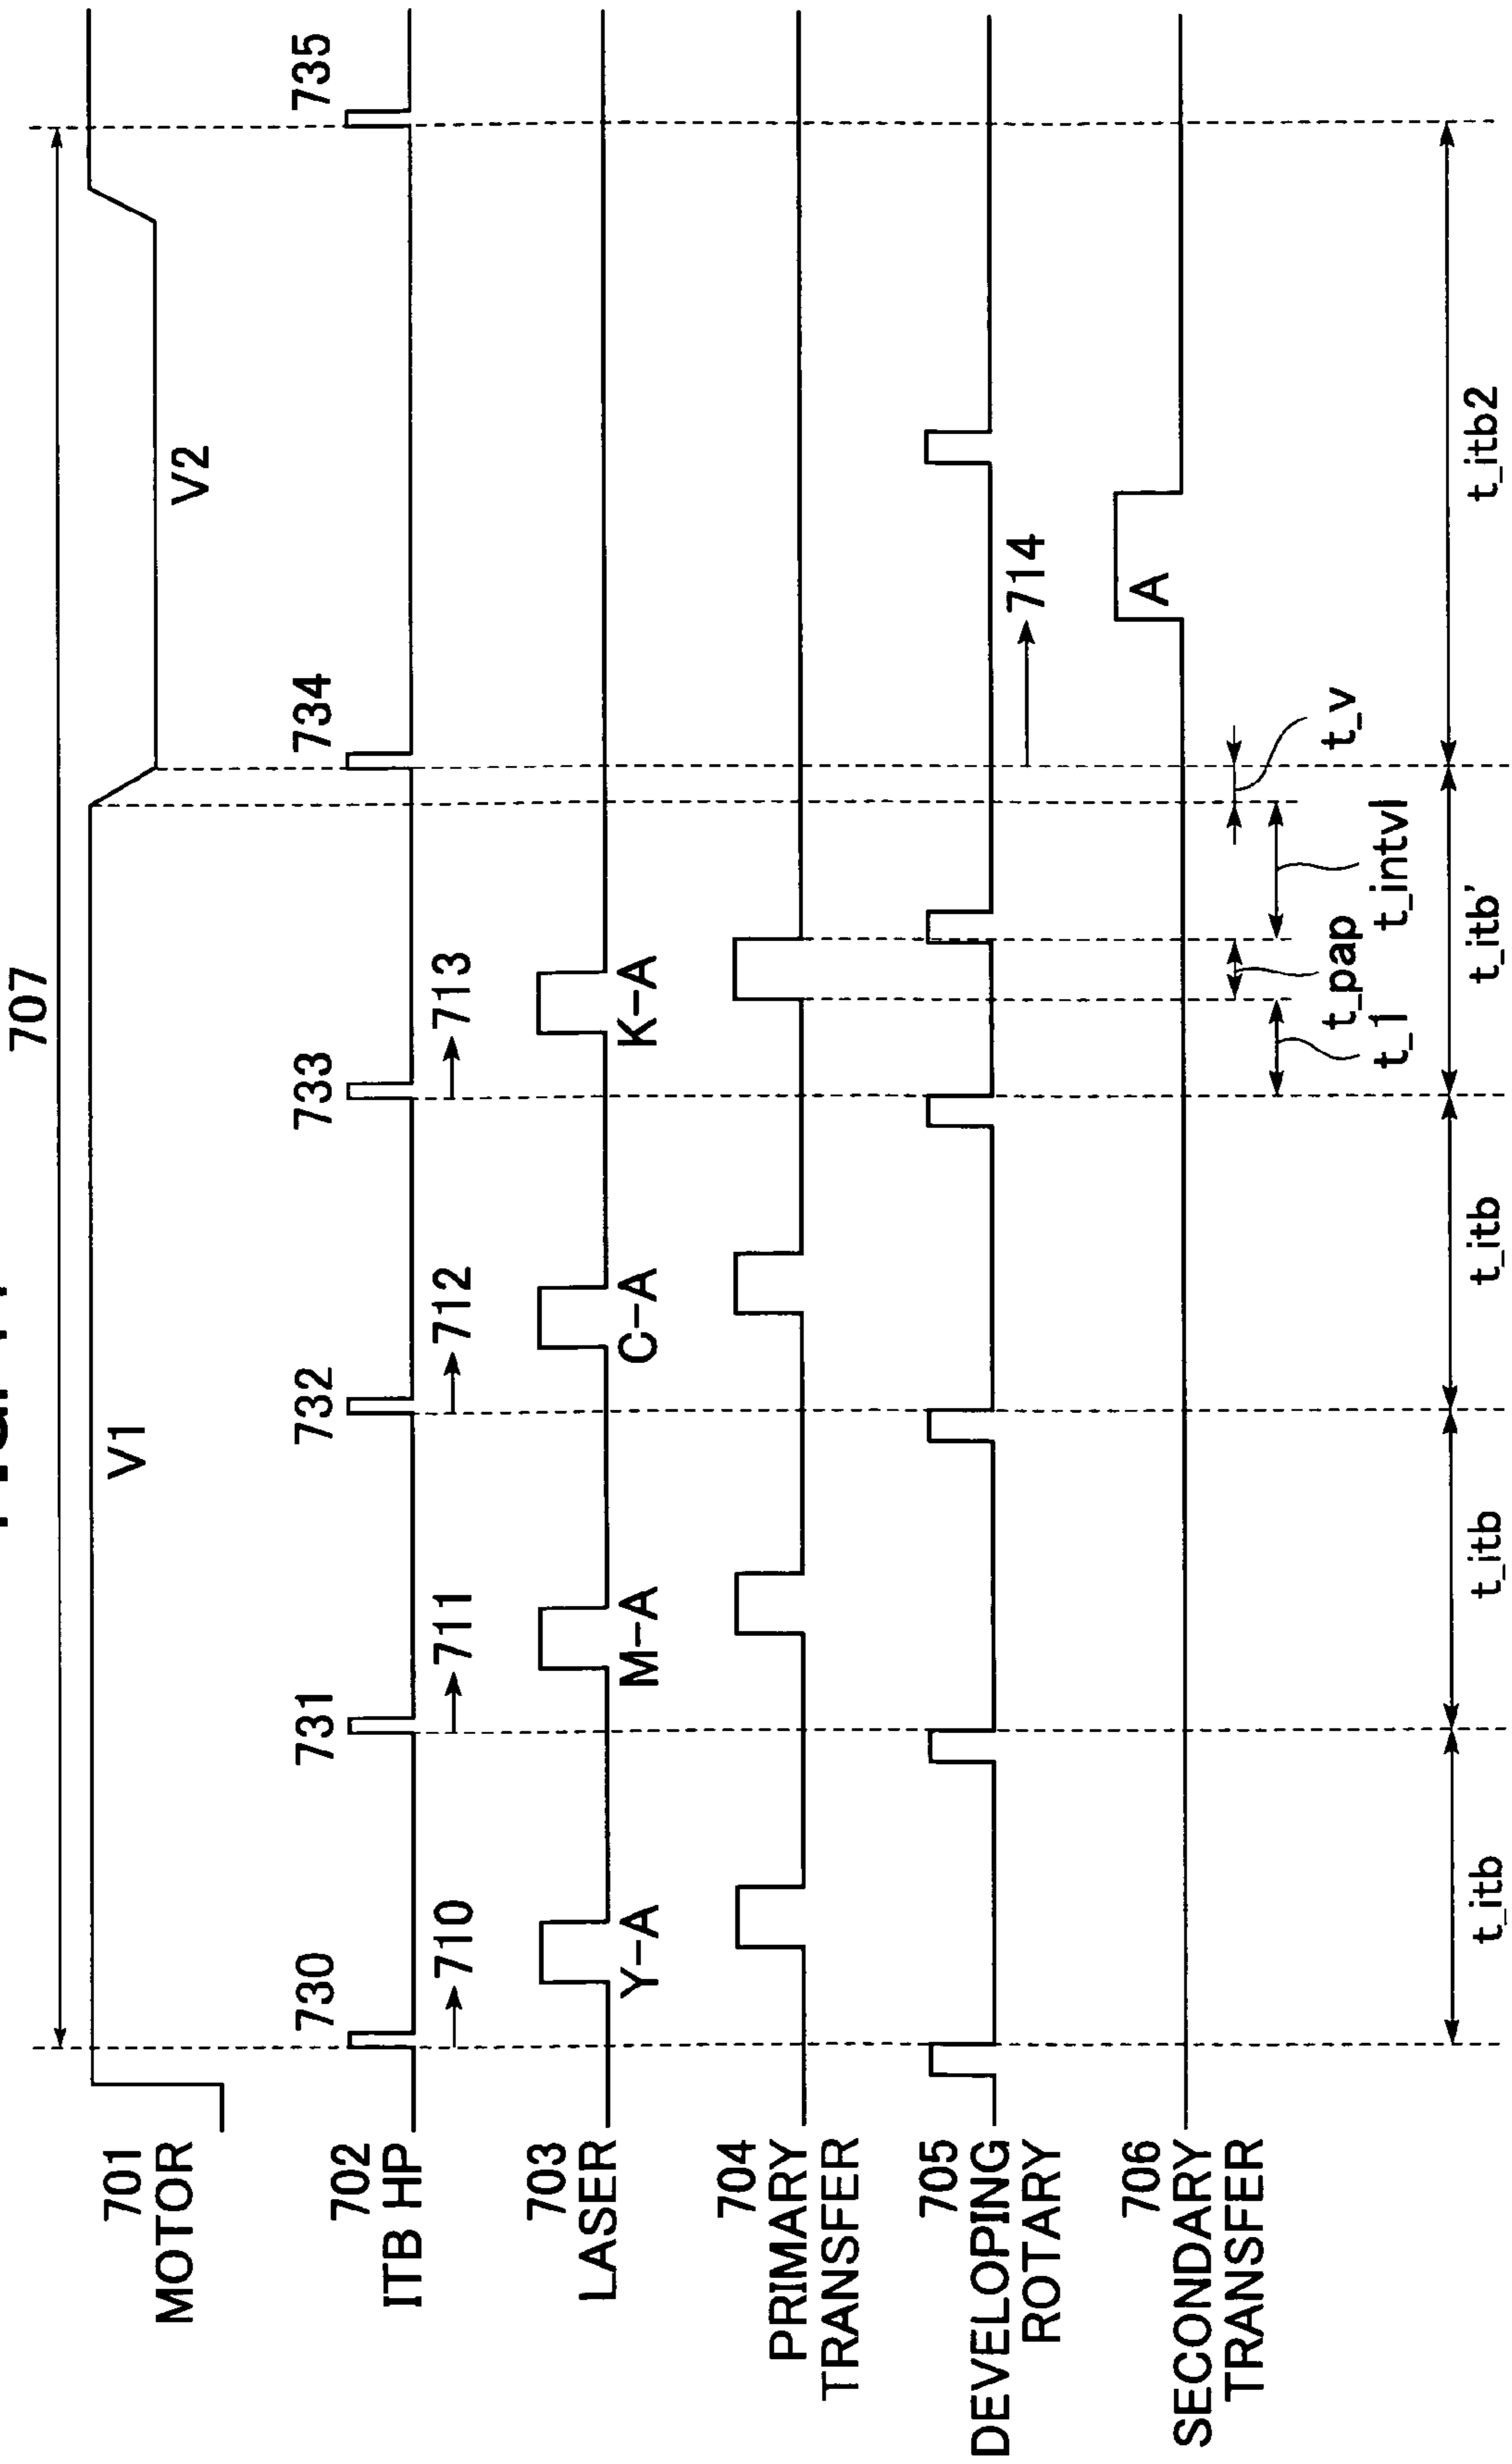 707
701
MOTOR
V1
V2
702
ITB HP
730
731
732
733
734
735
710
711
712
713
703
LASER
Y-A
M-A
C-A
K-A
704
PRIMARY
TRANSFER
705
DEVELOPING
ROTARY
714
706
SECONDARY
TRANSFER
A
t_v
t_pap
t_1
t_intvl
t_itb
t_itb
t_itb
t_itb'
t_itb2